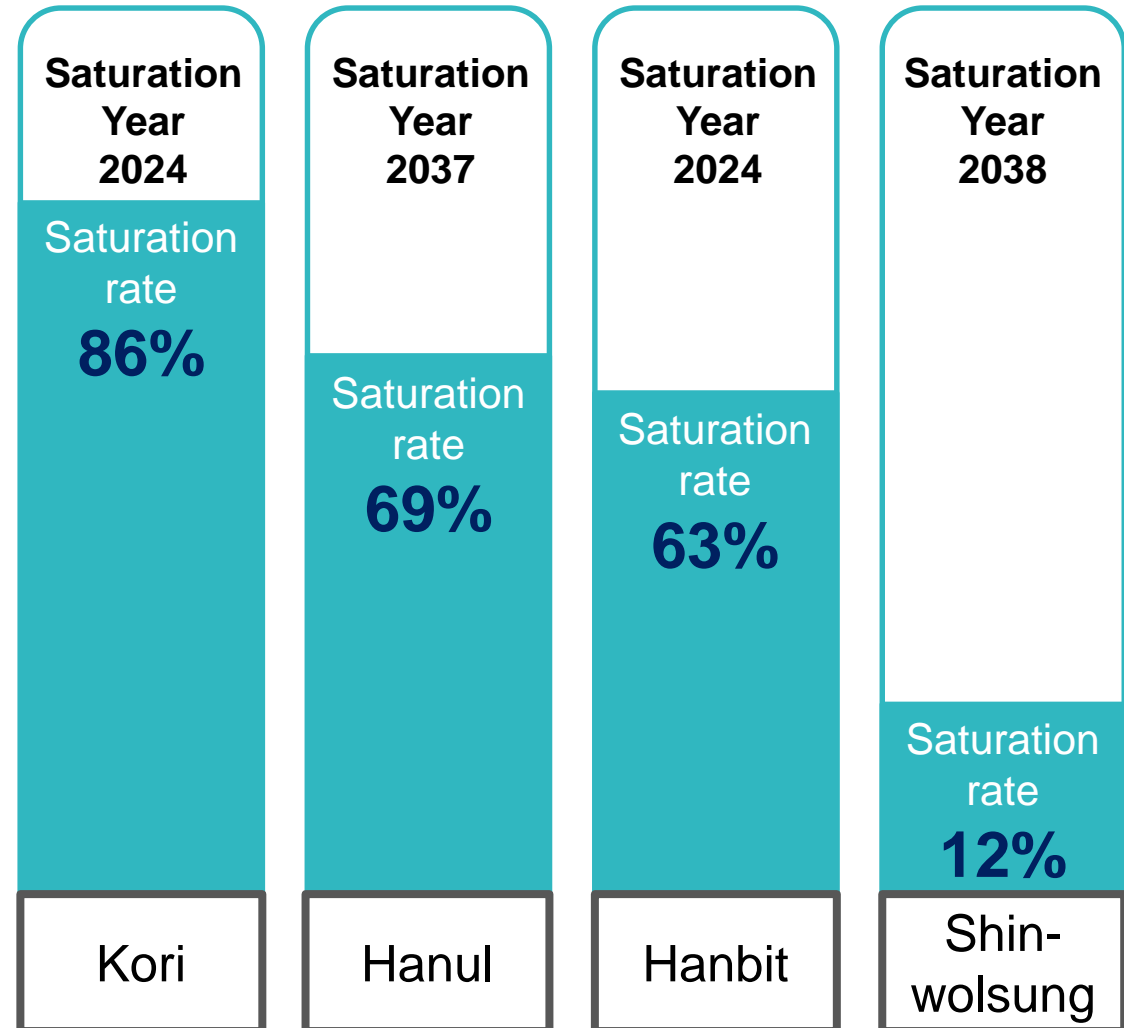 Saturation
Year
2024
Saturation
rate
86%
Kori
Saturation
Year
2037
Saturation
rate
69%
Hanul
Saturation
Year
2024
Saturation
rate
63%
Hanbit
Saturation
Year
2038
Saturation
rate
12%
Shin-
wolsung